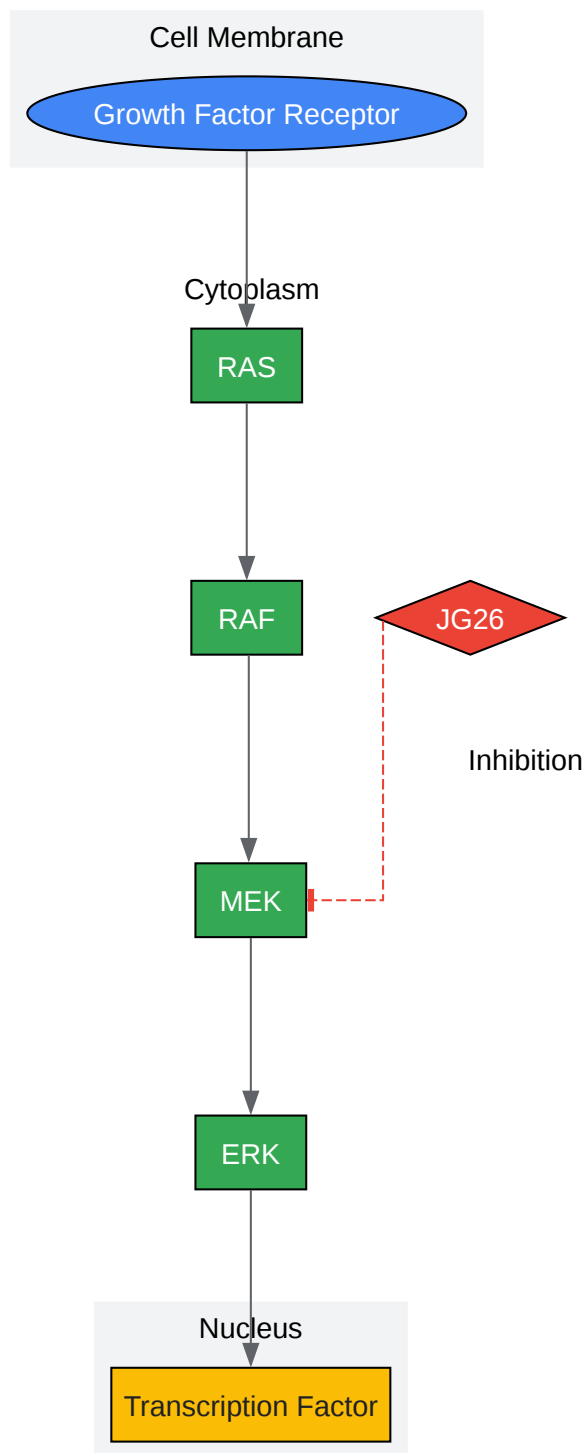 Cell Membrane
Growth Factor Receptor
Cytoplasm
RAS
RAF
JG26
Inhibition
MEK
ERK
Nucleus
Transcription Factor